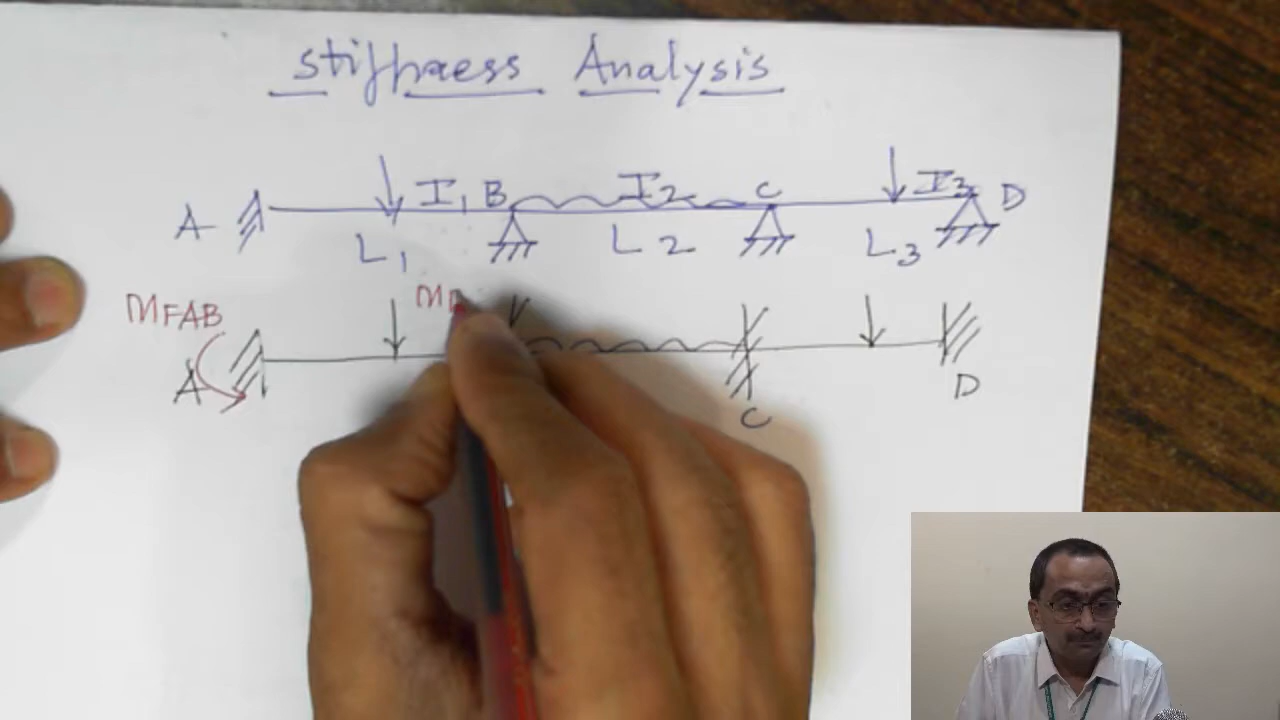 Stiffness Analysis
A I1 B I2 C I3 D
L1 L2 L3
MFAB
A C D